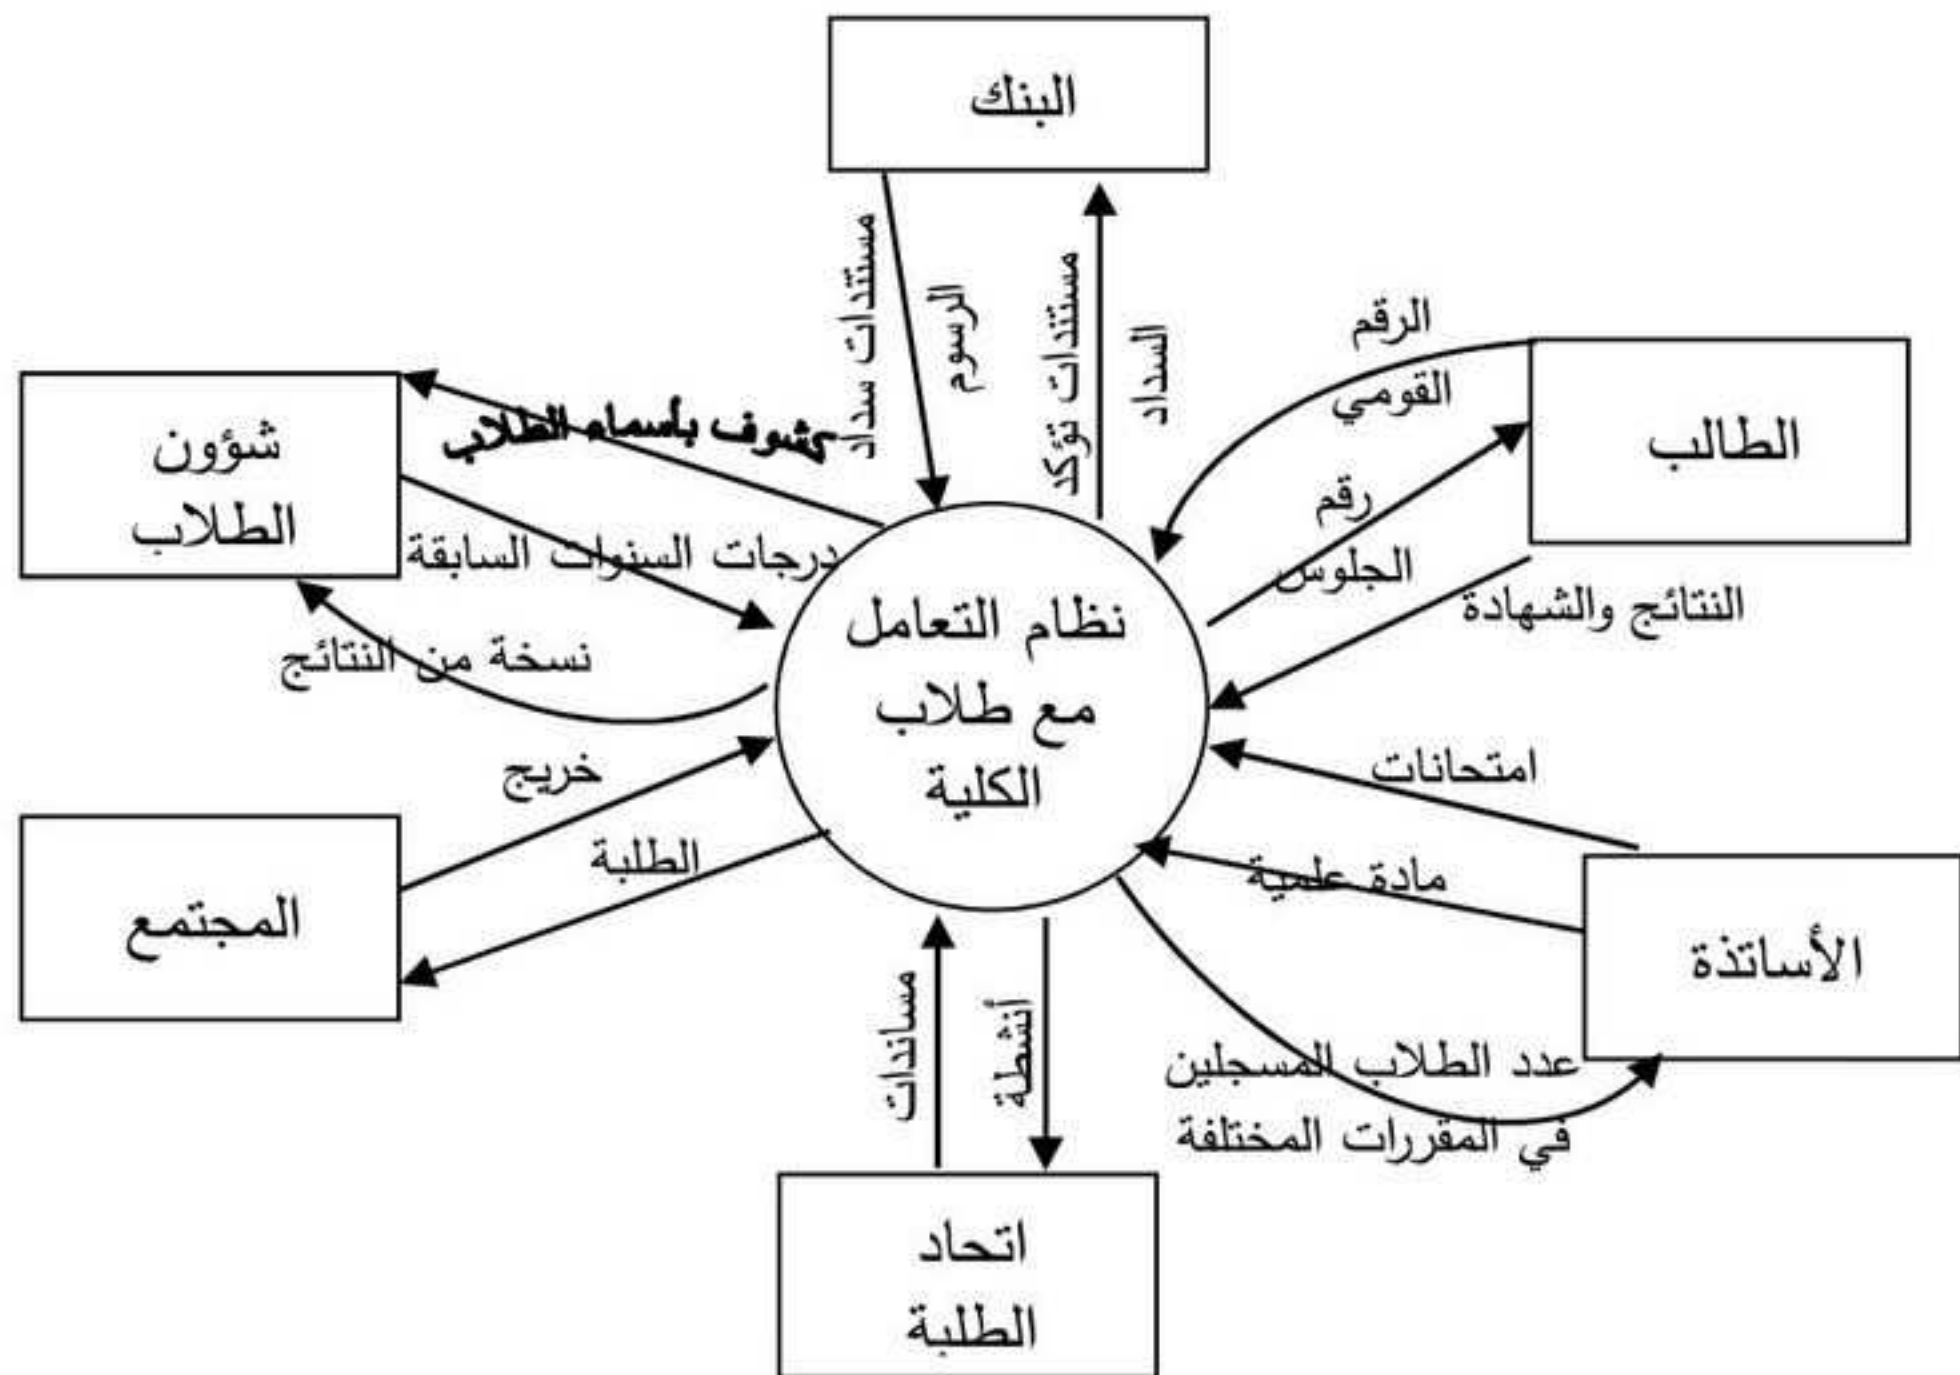 البنك
مستندات سداد
الرسوم
مستندات تؤكد
السداد
الرقم
القومي
الطالب
رقم
الجلوس
النتائج والشهادة
شؤون
الطلاب
كشوف بأسماء الطلاب
درجات السنوات السابقة
نسخة من النتائج
نظام التعامل
مع طلاب
الكلية
امتحانات
مادة علمية
الأساتذة
عدد الطلاب المسجلين
في المقررات المختلفة
خريج
الطلبة
المجتمع
مساندات
أنشطة
اتحاد
الطلبة